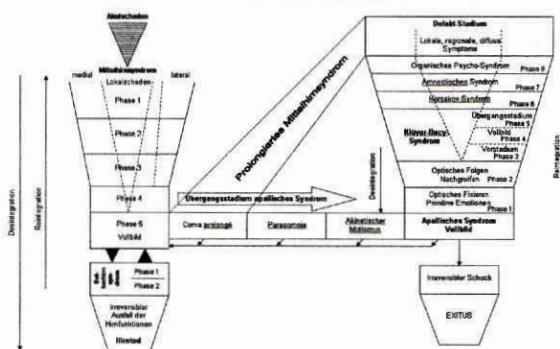 Akutschaden
Mittelhirnsyndrom
medial
lateral
Lokalschaden
Phase 1
Phase 2
Phase 3
Phase 4
Phase 5
Vollbild
Phase 1
Phase 2
Irreversibler
Ausfall der
Hirnfunktionen
Hirntod
Desintegration
Reintegration
Prolongiertes Mittelhirnsyndrom
Übergangsstadium apallisches Syndrom
Coma prolongé
Parasomnie
Akinetischer
Mutismus
Desintegration
Defekt Stadium
Lokale, regionale, diffuse
Symptome
Organisches Psycho-Syndrom
Phase 8
Amnestisches Syndrom
Phase 7
Korsakov-Syndrom
Phase 6
Übergangsstadium
Phase 5
Klüver-Bucy
Syndrom
Vollbild
Phase 4
Vorstadium
Phase 3
Optisches Folgen
Nachgreifen
Phase 2
Optisches Fixieren
Primitive Emotionen
Phase 1
Apallisches Syndrom
Vollbild
Remission
Irreversibler Schock
EXITUS